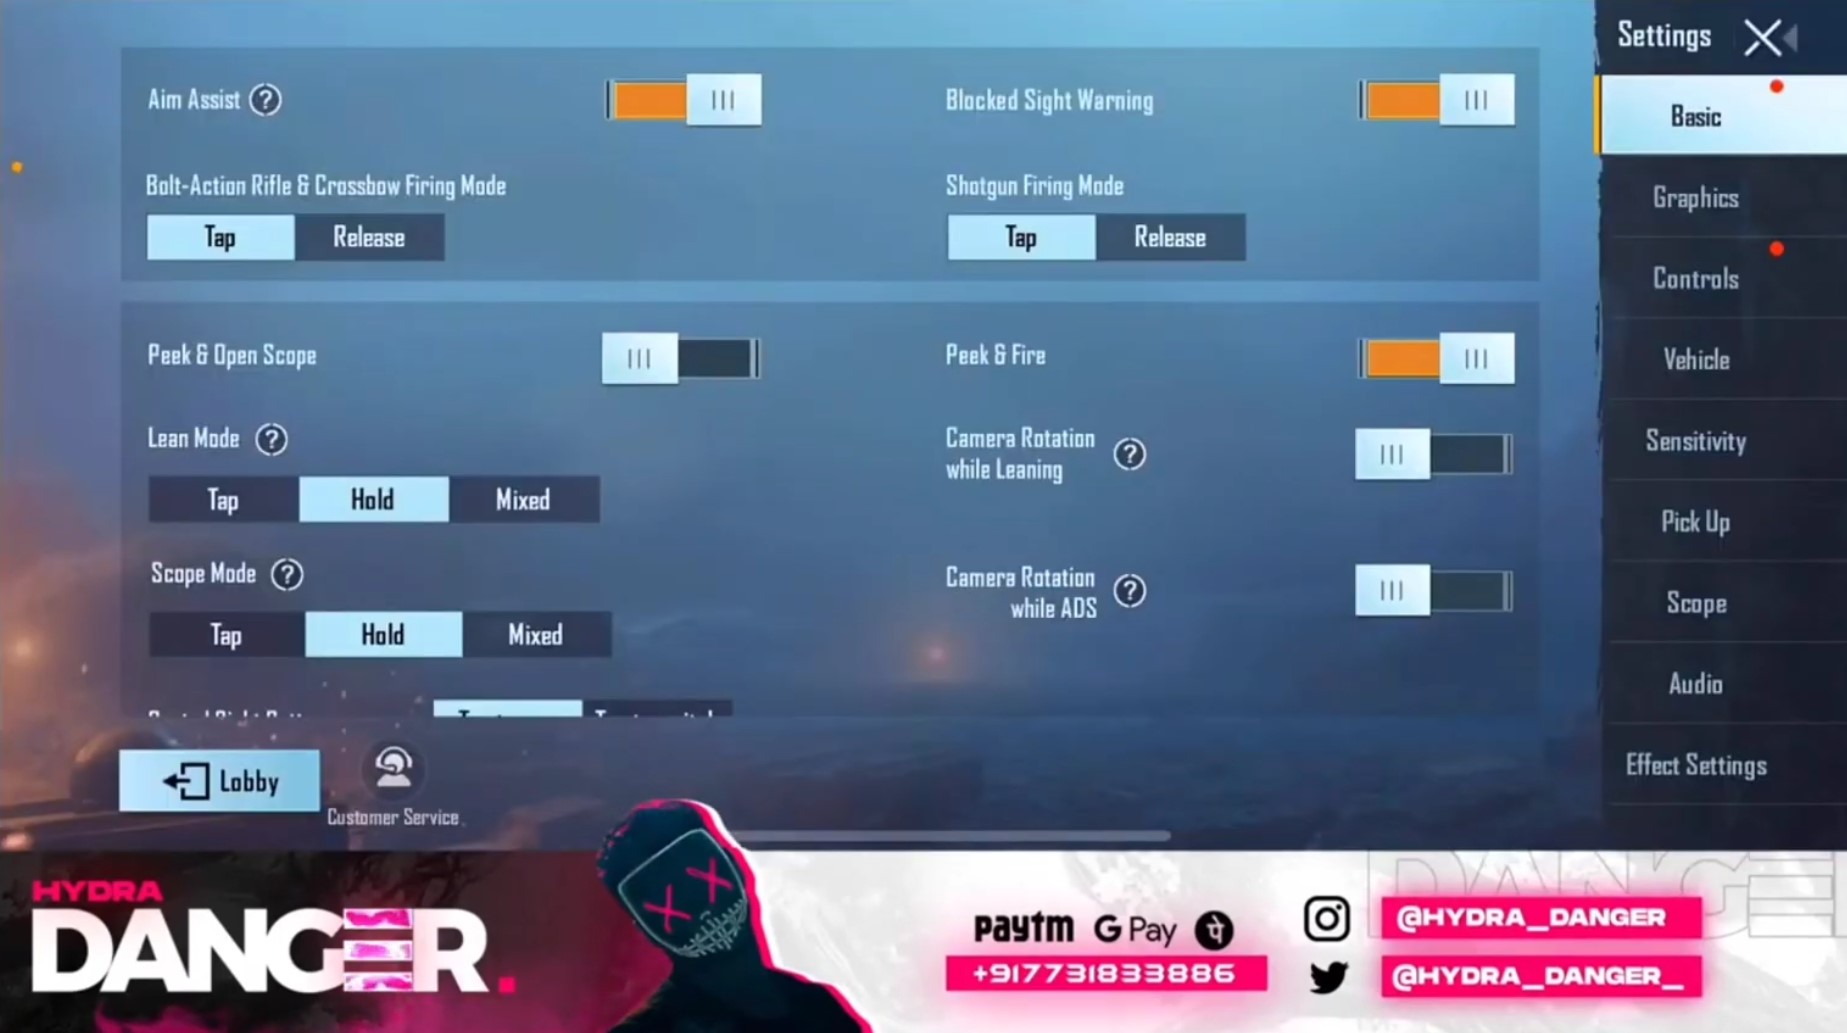 Settings
Aim Assist ?
Blocked Sight Warning
Basic
Bolt-Action Rifle & Crossbow Firing Mode
Shotgun Firing Mode
Graphics
Tap Release
Tap Release
Controls
Peek & Open Scope
Peek & Fire
Vehicle
Lean Mode ?
Camera Rotation
while Leaning ?
Sensitivity
Tap Hold Mixed
Pick Up
Scope Mode ?
Camera Rotation
while ADS ?
Scope
Tap Hold Mixed
Audio
Lobby
Customer Service
Effect Settings
HYDRA
DANGER.
paytm G Pay पे
+917731833886
@HYDRA_DANGER
@HYDRA_DANGER_
DANGER